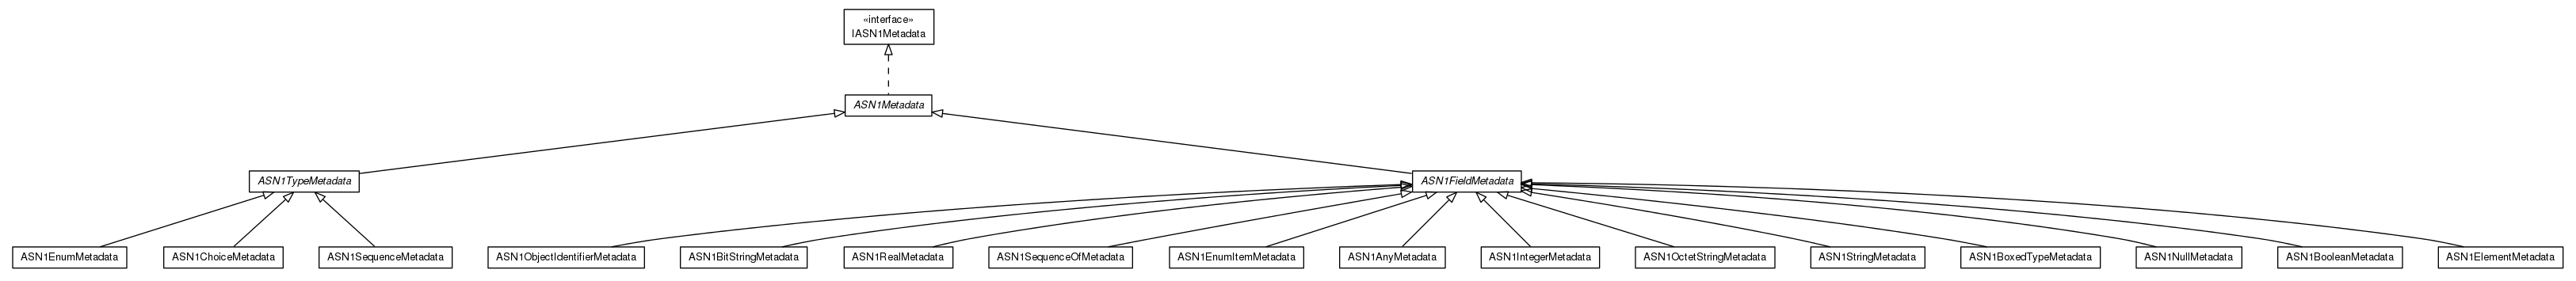 «interface»
IASN1Metadata
ASN1Metadata
ASN1TypeMetadata
ASN1FieldMetadata
ASN1EnumMetadata
ASN1ChoiceMetadata
ASN1SequenceMetadata
ASN1ObjectIdentifierMetadata
ASN1BitStringMetadata
ASN1RealMetadata
ASN1SequenceOfMetadata
ASN1EnumItemMetadata
ASN1AnyMetadata
ASN1IntegerMetadata
ASN1OctetStringMetadata
ASN1StringMetadata
ASN1BoxedTypeMetadata
ASN1NullMetadata
ASN1BooleanMetadata
ASN1ElementMetadata